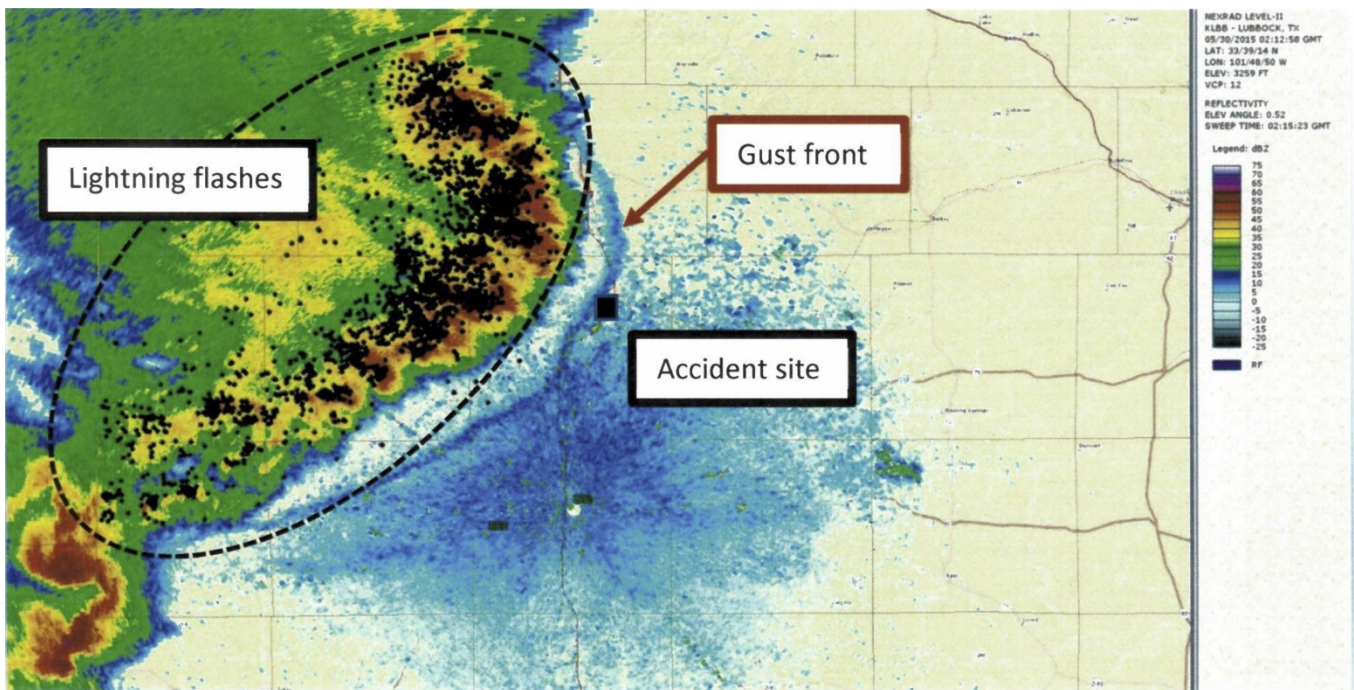 NEXRAD LEVEL-II
KLBB - LUBBOCK, TX
05/30/2015 02:12:58 GMT
LAT: 33/39/14 N
LON: 101/48/50 W
ELEV: 3259 FT
VCP: 12
REFLECTIVITY
ELEV ANGLE: 0.52
SWEEP TIME: 02:15:23 GMT
Legend: dBZ
75
70
65
60
55
50
45
40
35
30
25
20
15
10
5
0
-5
-10
-15
-20
-25
RF
Gust front
Lightning flashes
Accident site